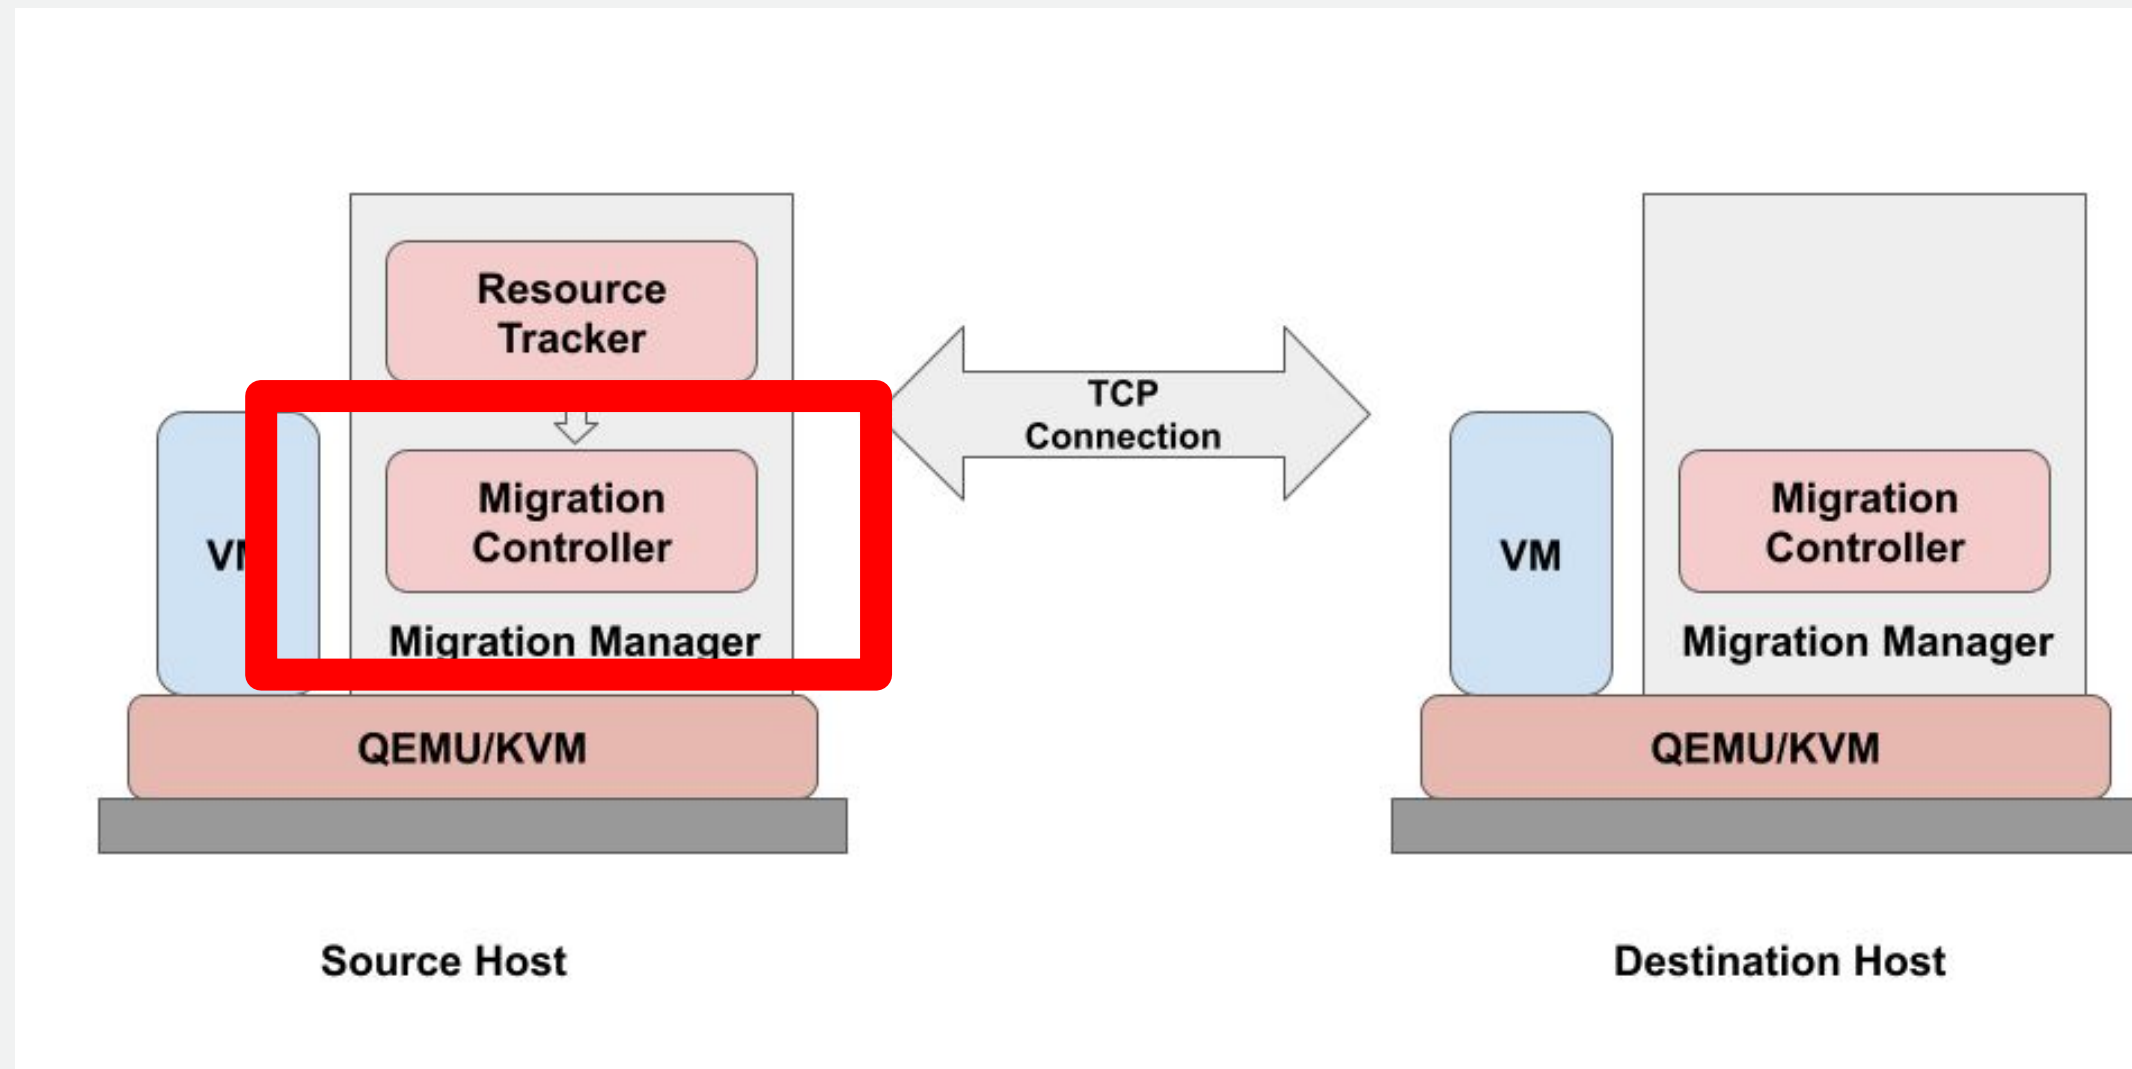 Resource
Tracker
TCP
Connection
Migration
Controller
Migration
Controller
VM
Migration Manager
Migration Manager
QEMU/KVM
QEMU/KVM
Source Host
Destination Host